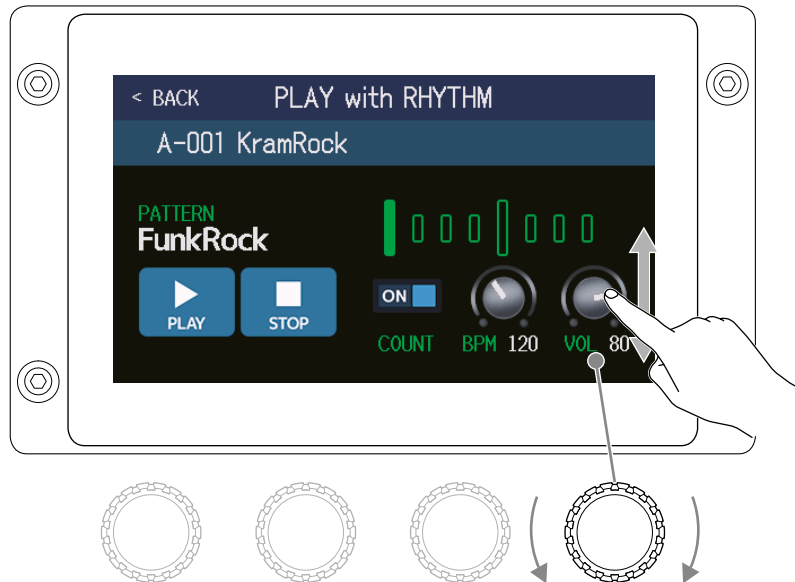 < BACK PLAY with RHYTHM
A-001 KramRock
PATTERN
FunkRock
PLAY STOP
ON
COUNT BPM 120 VOL 80